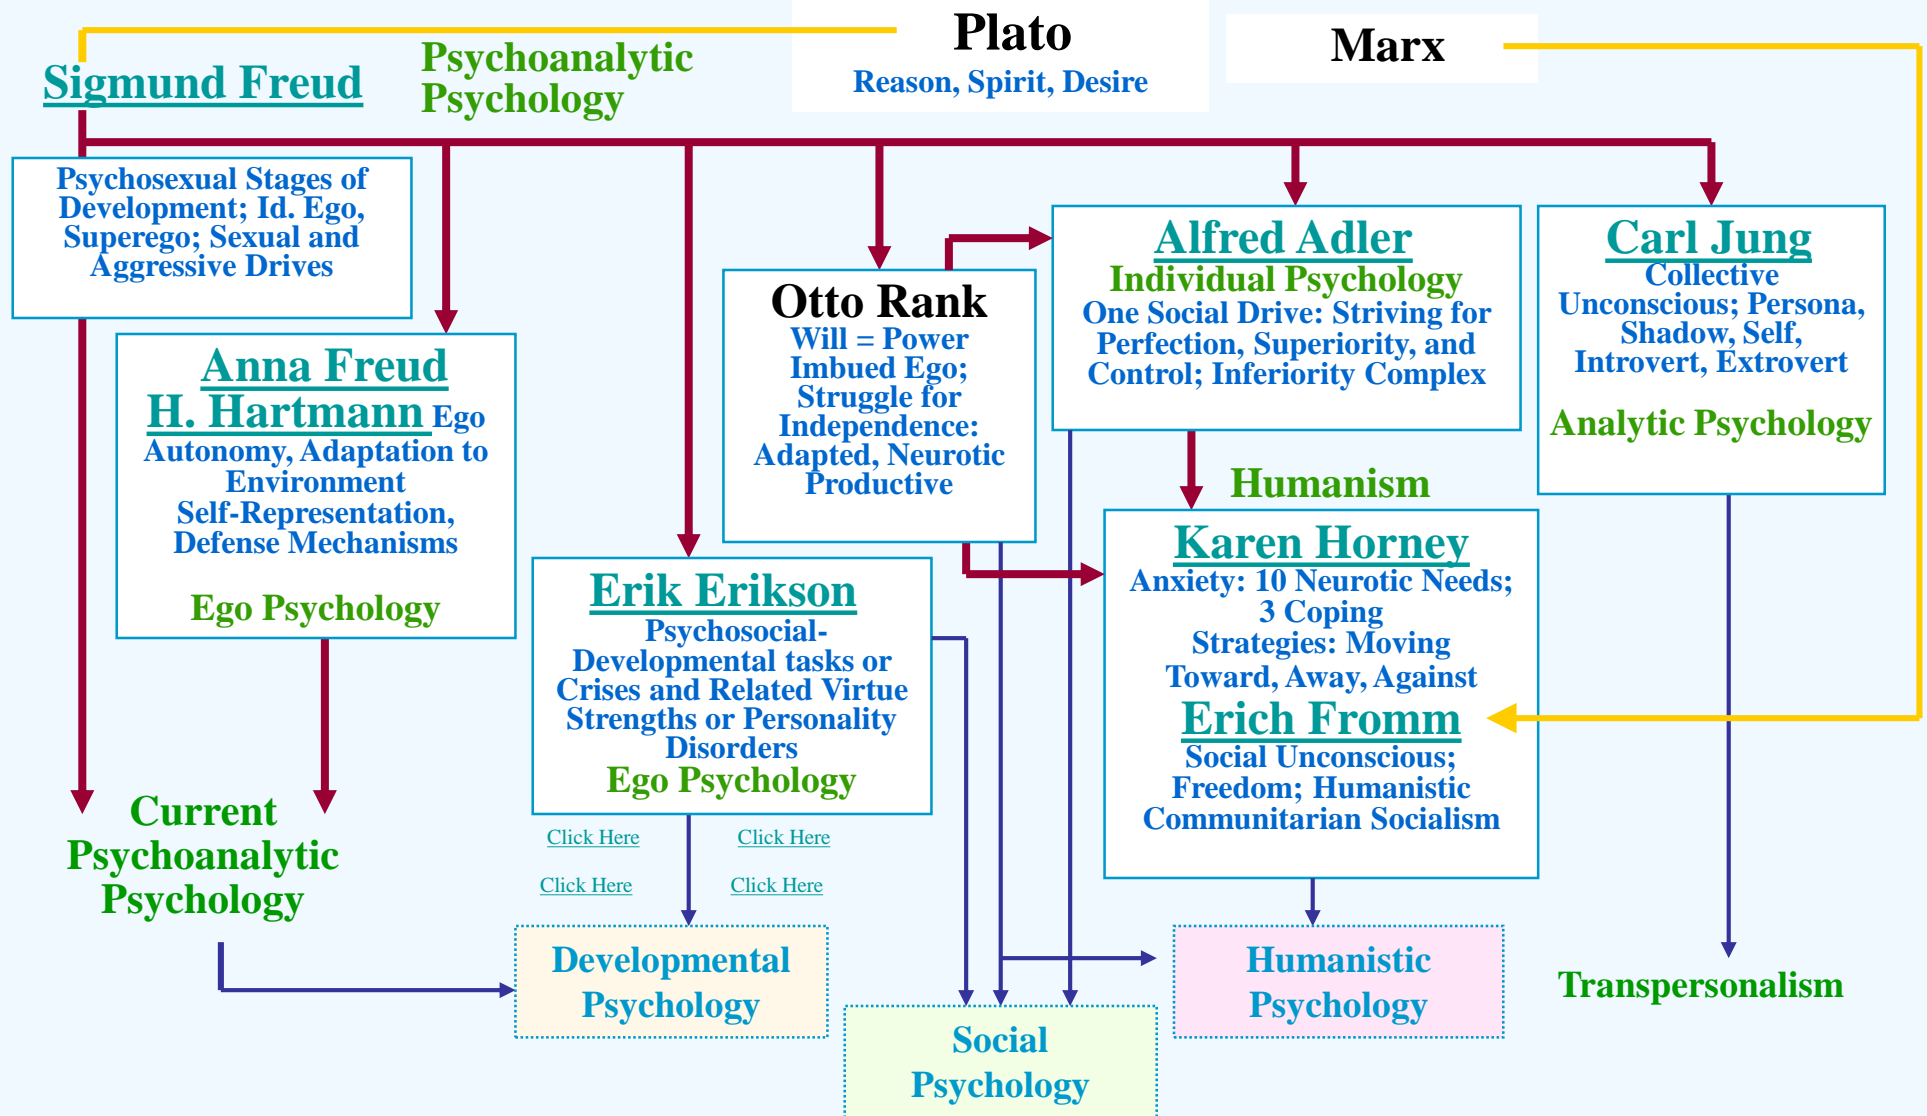 Plato
Reason, Spirit, Desire
Marx
Sigmund Freud
Psychoanalytic
Psychology
Psychosexual Stages of
Development; Id. Ego,
Superego; Sexual and
Aggressive Drives
Anna Freud
H. Hartmann Ego
Autonomy, Adaptation to
Environment
Self-Representation,
Defense Mechanisms
Ego Psychology
Erik Erikson
Psychosocial-
Developmental tasks or
Crises and Related Virtue
Strengths or Personality
Disorders
Ego Psychology
Otto Rank
Will = Power
Imbued Ego;
Struggle for
Independence:
Adapted, Neurotic
Productive
Alfred Adler
Individual Psychology
One Social Drive: Striving for
Perfection, Superiority, and
Control; Inferiority Complex
Carl Jung
Collective
Unconscious; Persona,
Shadow, Self,
Introvert, Extrovert
Analytic Psychology
Humanism
Karen Horney
Anxiety: 10 Neurotic Needs;
3 Coping
Strategies: Moving
Toward, Away, Against
Erich Fromm
Social Unconscious;
Freedom; Humanistic
Communitarian Socialism
Current
Psychoanalytic
Psychology
Click Here
Click Here
Click Here
Click Here
Developmental
Psychology
Social
Psychology
Humanistic
Psychology
Transpersonalism